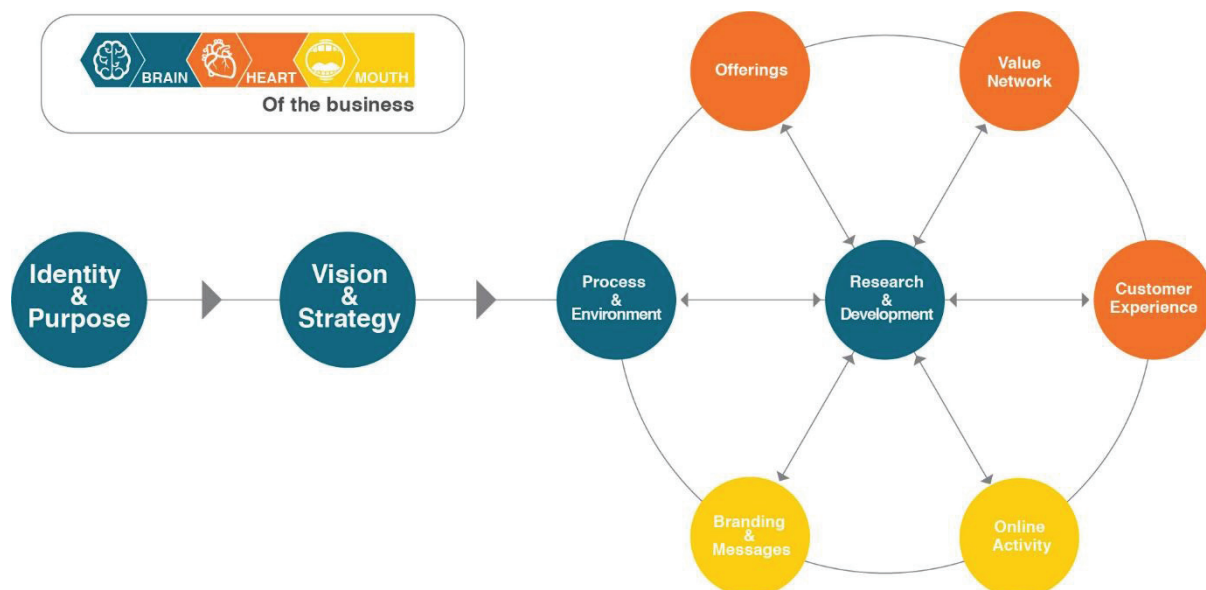 BRAIN HEART MOUTH
Of the business
Offerings
Value
Network
Identity
&
Purpose
Vision
&
Strategy
Process
&
Environment
Research
&
Development
Customer
Experience
Branding
&
Messages
Online
Activity